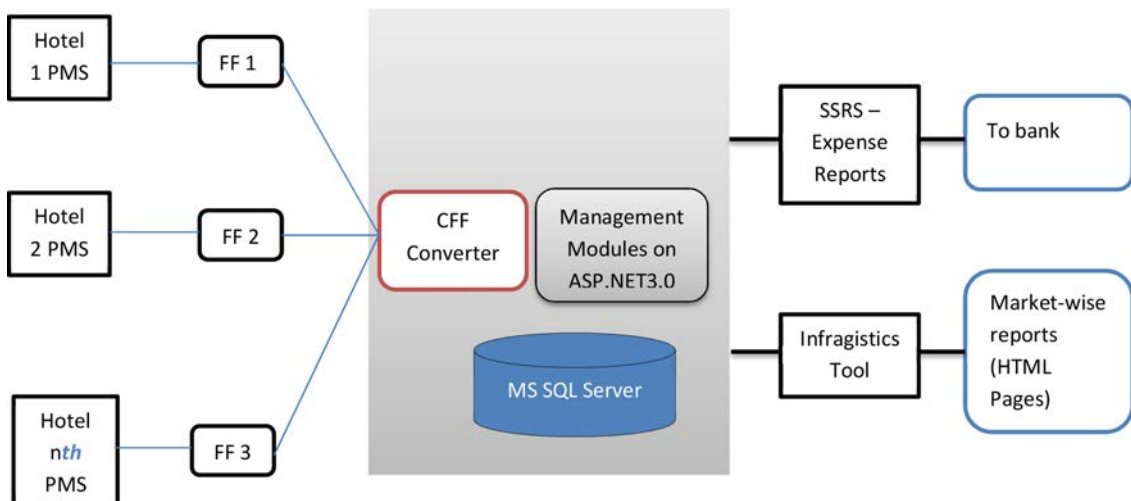 Hotel
1 PMS
FF 1
Hotel
2 PMS
FF 2
Hotel
nth
PMS
FF 3
CFF
Converter
Management
Modules on
ASP.NET3.0
MS SQL Server
SSRS –
Expense
Reports
To bank
Infragistics
Tool
Market-wise
reports
(HTML
Pages)